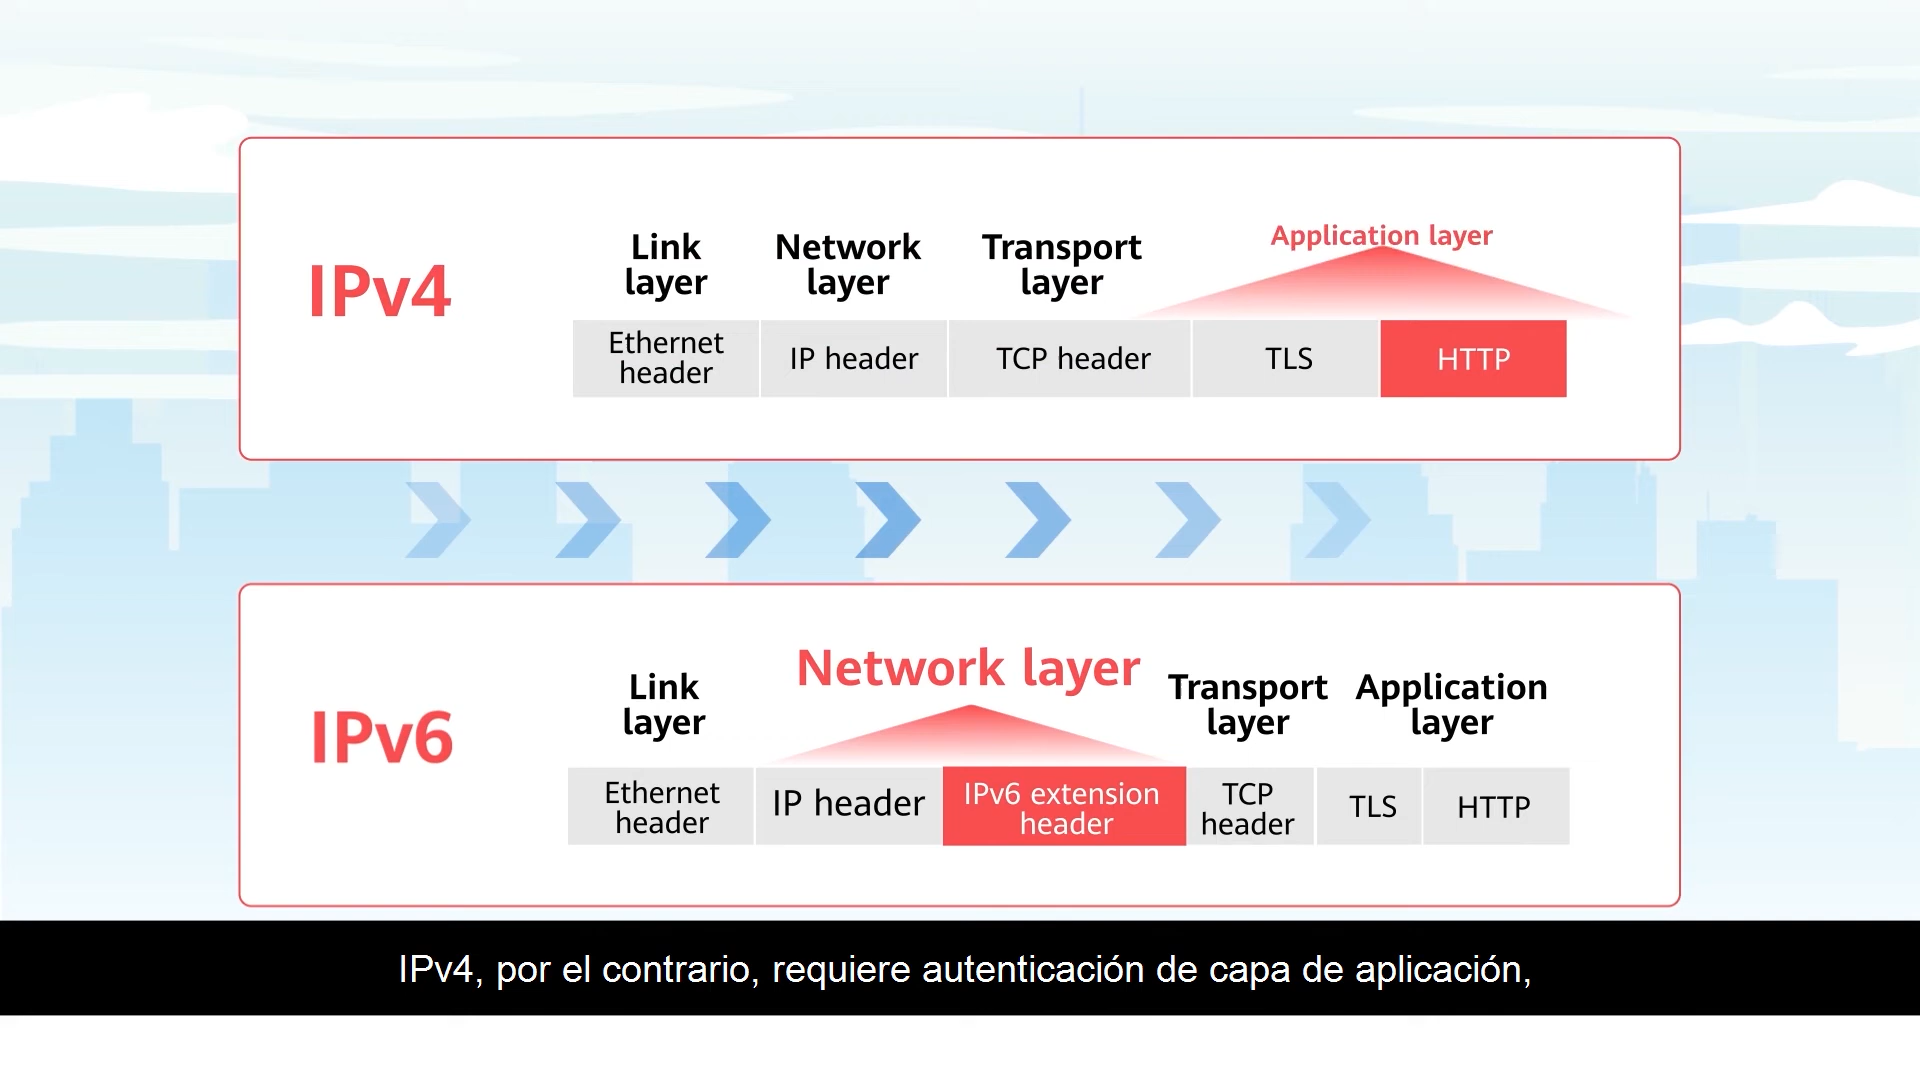 IPv4
Link
layer
Network
layer
Transport
layer
Application layer
Ethernet
header
IP header
TCP header
TLS
HTTP
IPv6
Link
layer
Network layer
Transport
layer
Application
layer
Ethernet
header
IP header
IPv6 extension
header
TCP
header
TLS
HTTP
IPv4, por el contrario, requiere autenticación de capa de aplicación,